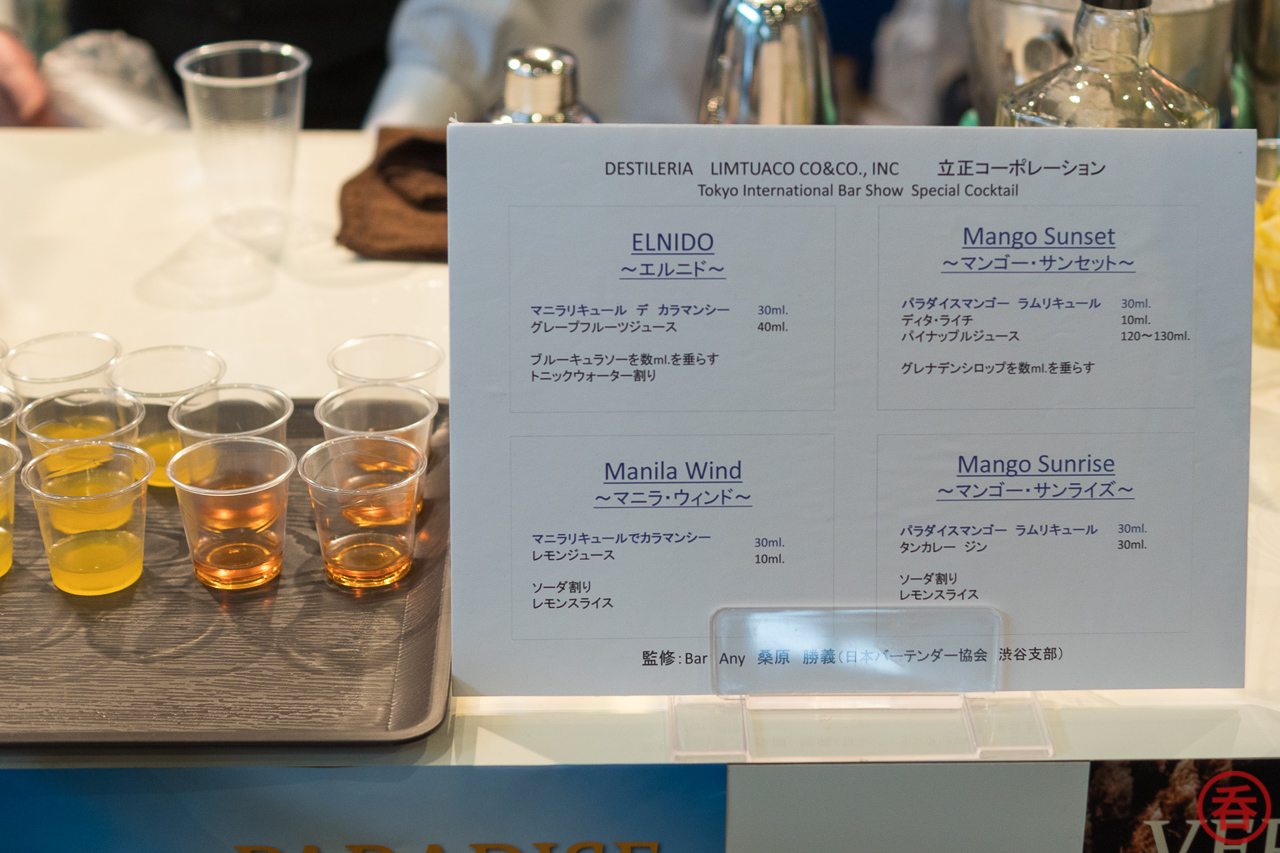 DESTILERIA LIMTUACO CO&CO., INC 立正コーポレーション
Tokyo International Bar Show Special Cocktail
ELNIDO
～エルニド～
マニラリキュール デ カラマンシー 30ml.
グレープフルーツジュース 40ml.
ブルーキュラソーを数ml.を垂らす
トニックウォーター割り
Mango Sunset
～マンゴー・サンセット～
パラダイスマンゴー ラムリキュール 30ml.
ディタ・ライチ 10ml.
パイナップルジュース 120～130ml.
グレナデンシロップを数ml.を垂らす
Manila Wind
～マニラ・ウィンド～
マニラリキュールでカラマンシー 30ml.
レモンジュース 10ml.
ソーダ割り
レモンスライス
Mango Sunrise
～マンゴー・サンライズ～
パラダイスマンゴー ラムリキュール 30ml.
タンカレー ジン 30ml.
ソーダ割り
レモンスライス
監修：Bar Any 桑原 勝義（日本バーテンダー協会 渋谷支部）
PARADISE
呑